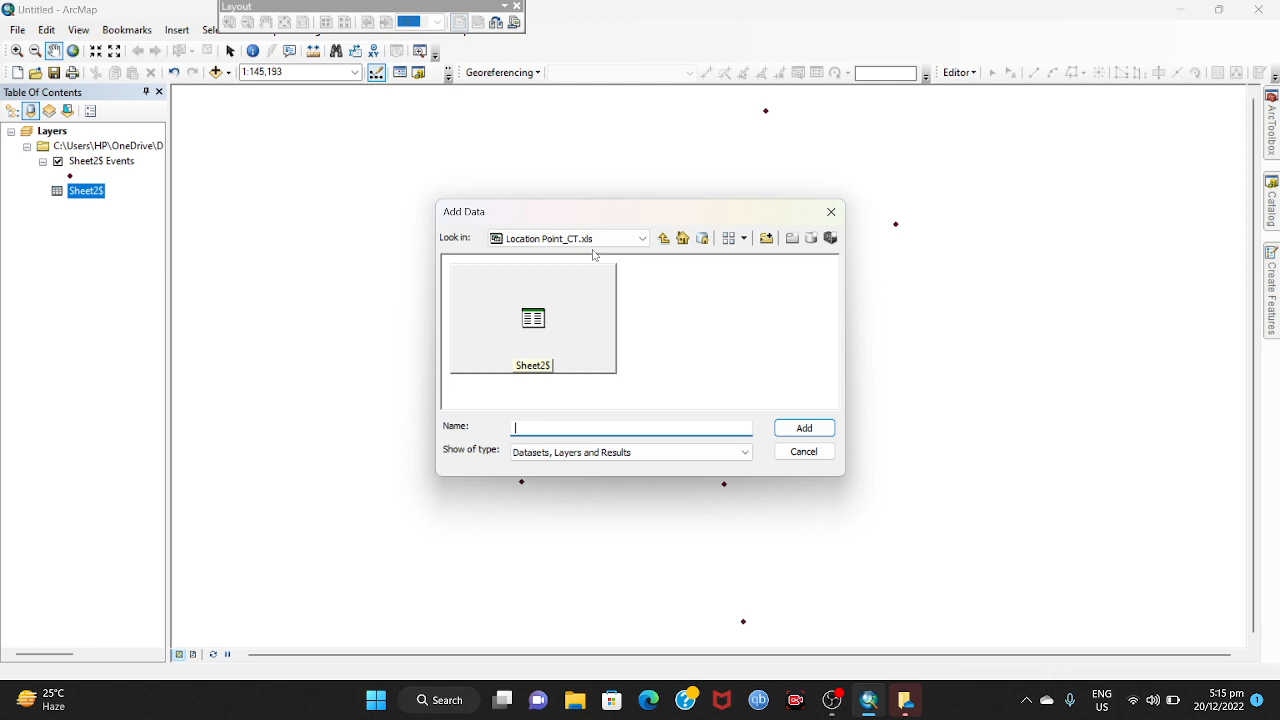 Untitled - ArcMap
Layout
File Edit View Bookmarks Insert
1:145,193
Georeferencing
Editor
Table Of Contents
Layers
C:\Users\HP\OneDrive\D
Sheet2$ Events
Sheet2$
Add Data
Look in: Location Point_CT.xls
Sheet2$
Name:
Add
Show of type: Datasets, Layers and Results
Cancel
ArcToolbox
Catalog
Create Features
25°C
Haze
Search
ENG
US
5:15 pm
20/12/2022
1